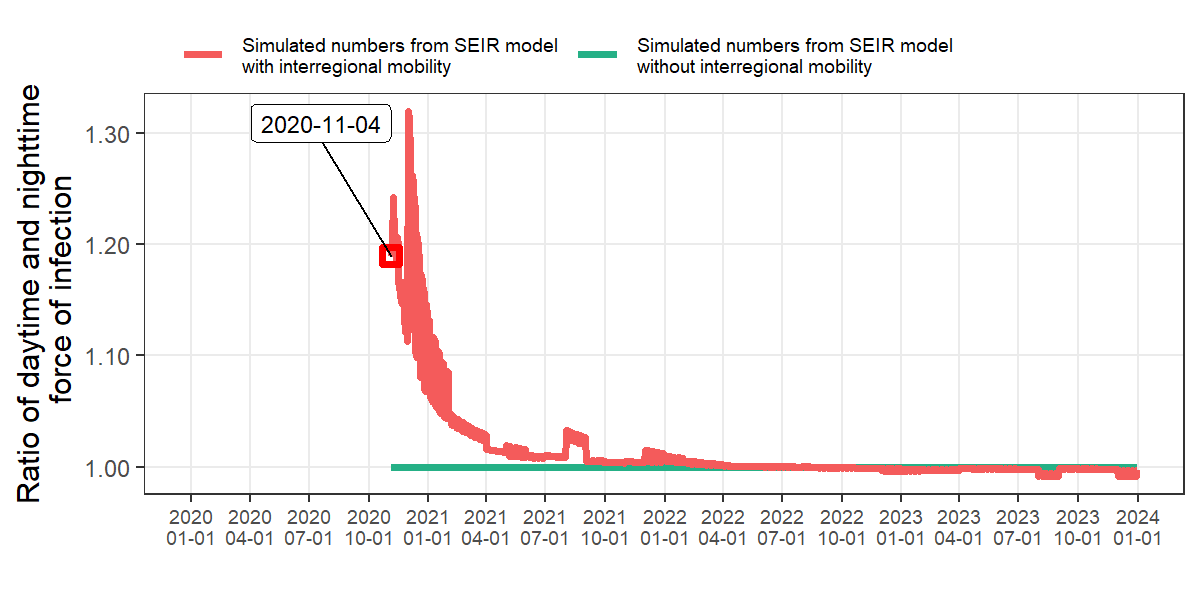 Simulated numbers from SEIR model
with interregional mobility
Simulated numbers from SEIR model
without interregional mobility
Ratio of daytime and nighttime
force of infection
2020-11-04
1.30
1.20
1.10
1.00
2020 2020 2020 2020 2021 2021 2021 2021 2022 2022 2022 2022 2023 2023 2023 2023 2024
01-01 04-01 07-01 10-01 01-01 04-01 07-01 10-01 01-01 04-01 07-01 10-01 01-01 04-01 07-01 10-01 01-01